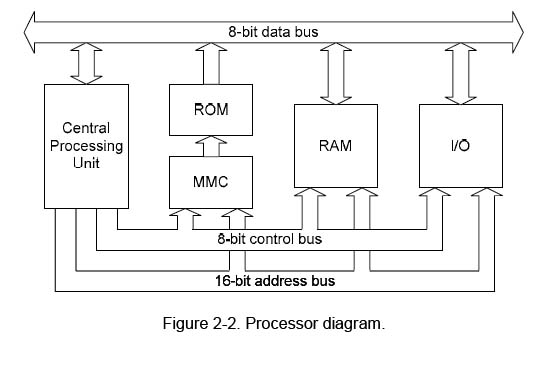 8-bit data bus
Central
Processing
Unit
ROM
MMC
RAM
I/O
8-bit control bus
16-bit address bus
Figure 2-2. Processor diagram.